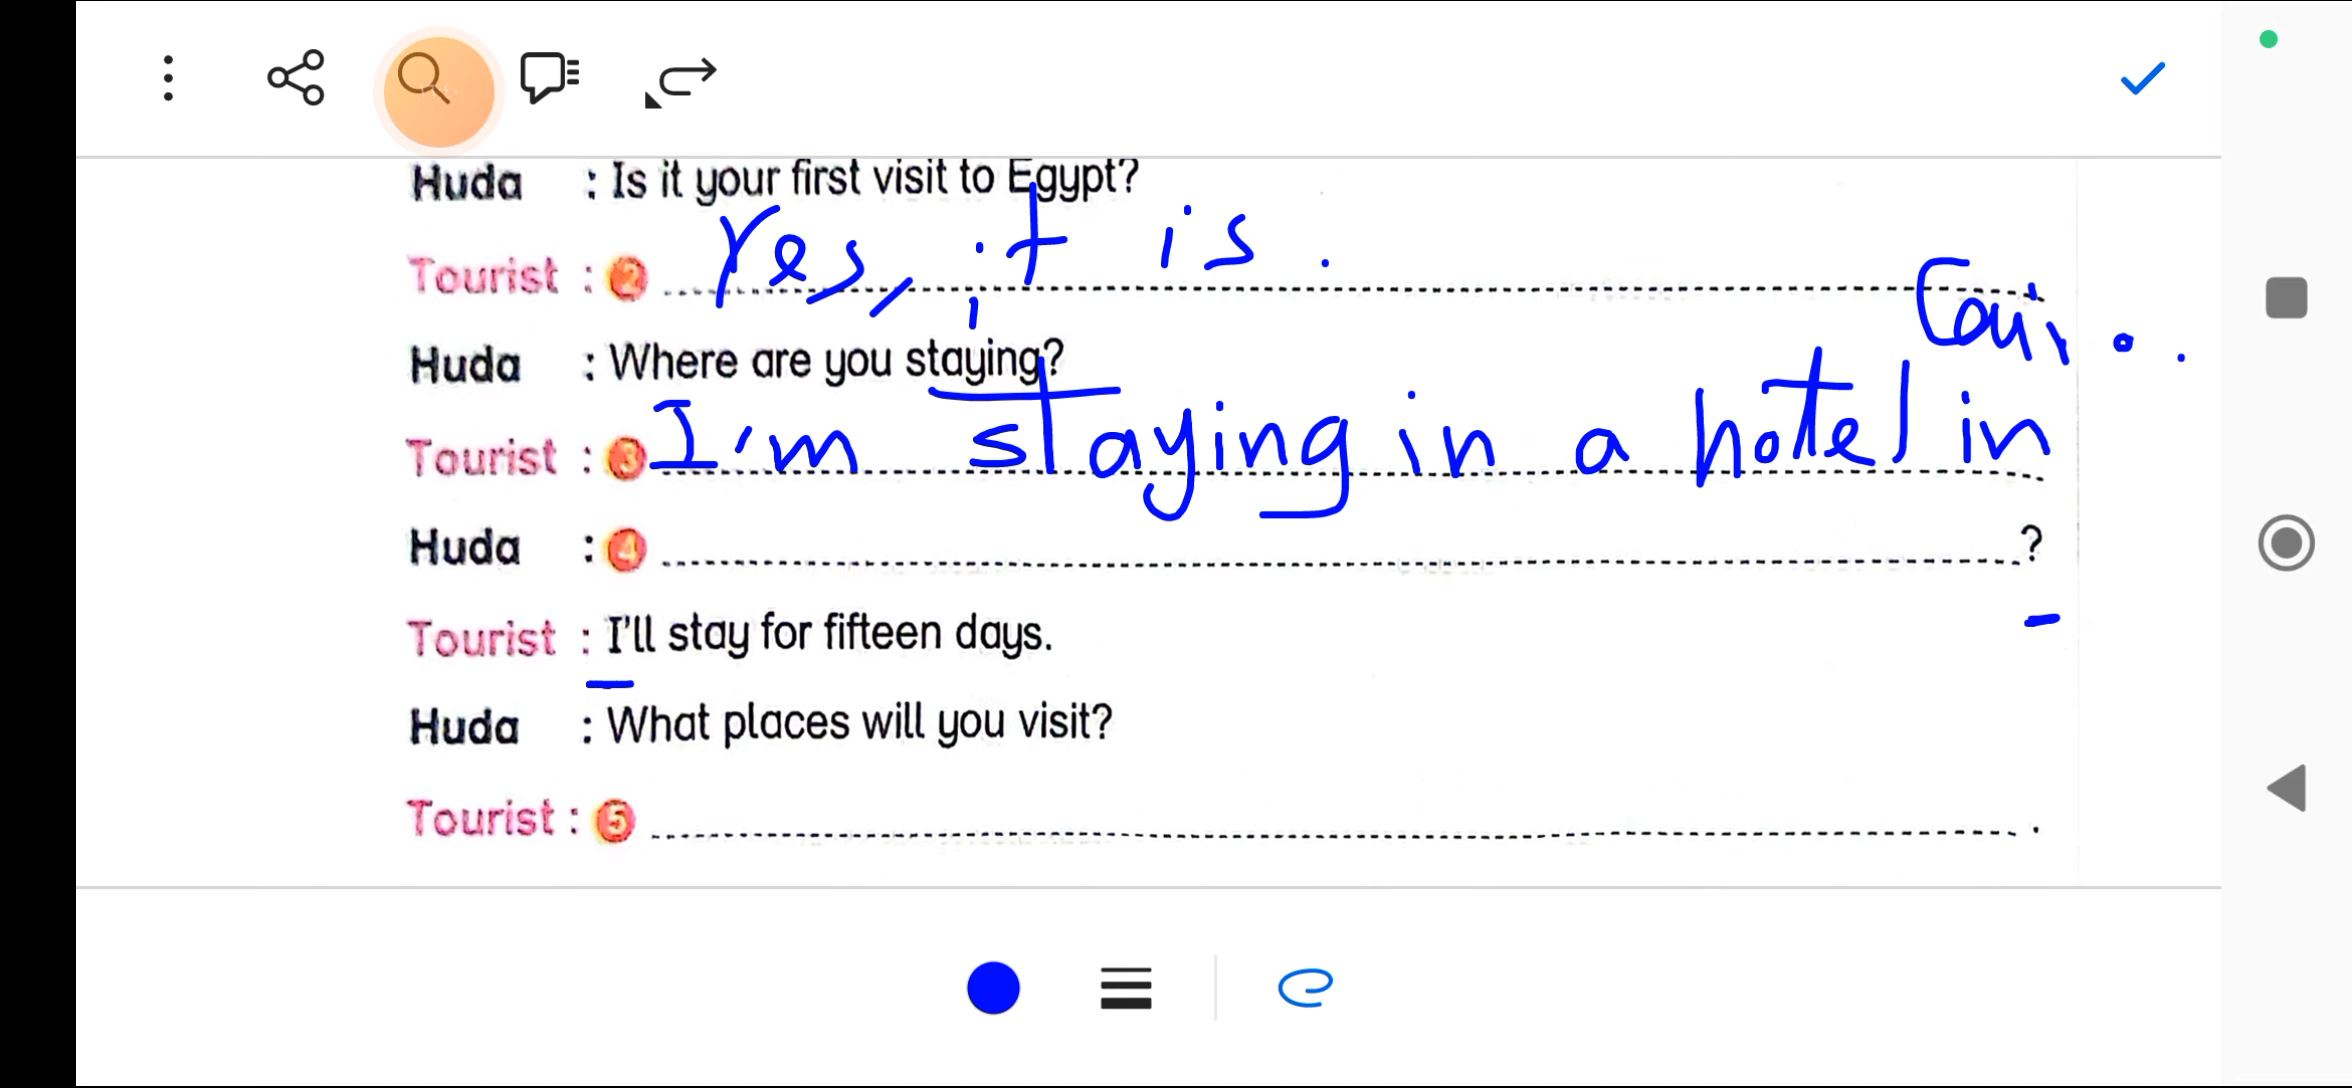 Huda : Is it your first visit to Egypt?
Tourist : 2 Yes, it is .
Huda : Where are you staying?
Tourist : 3 I'm staying in a hotel in Cairo .
Huda : 4 ?
Tourist : I'll stay for fifteen days.
Huda : What places will you visit?
Tourist : 5 .